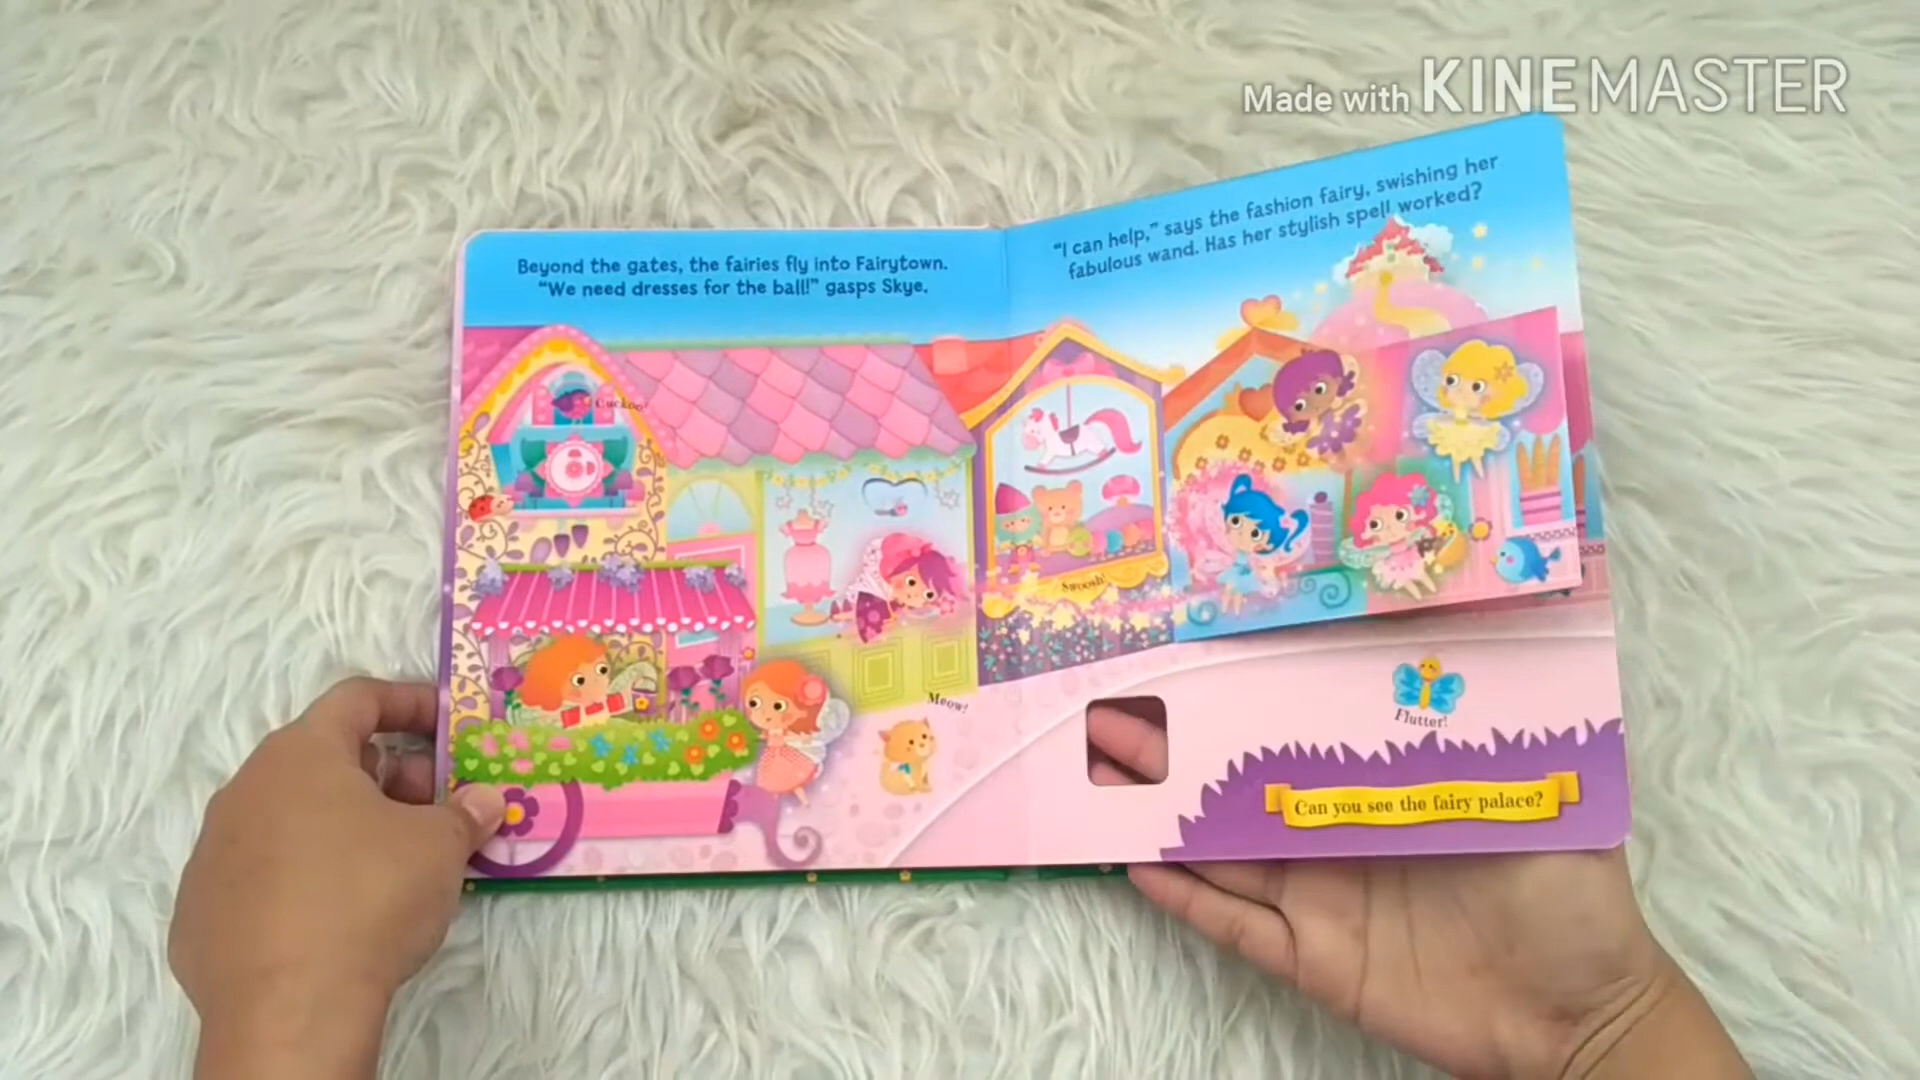 Made with KINEMASTER
Beyond the gates, the fairies fly into Fairytown.
“We need dresses for the ball!” gasps Skye.
“I can help,” says the fashion fairy, swishing her
fabulous wand. Has her stylish spell worked?
Cuckoo!
Swoosh!
Meow!
Flutter!
Can you see the fairy palace?